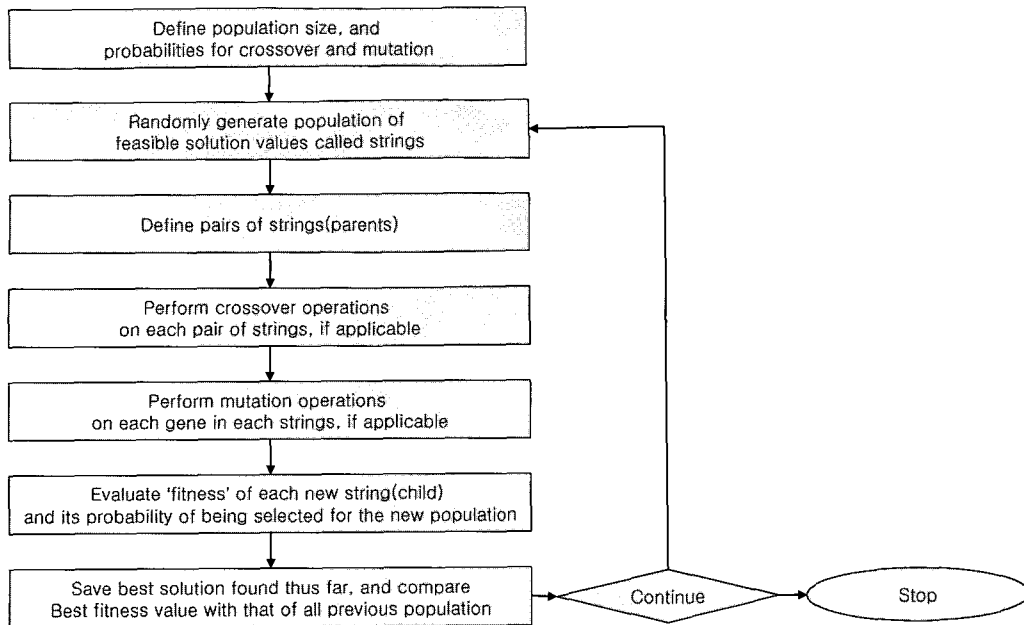 Define population size, and
probabilities for crossover and mutation
Randomly generate population of
feasible solution values called strings
Define pairs of strings(parents)
Perform crossover operations
on each pair of strings, if applicable
Perform mutation operations
on each gene in each strings, if applicable
Evaluate 'fitness' of each new string(child)
and its probability of being selected for the new population
Save best solution found thus far, and compare
Best fitness value with that of all previous population
Continue
Stop